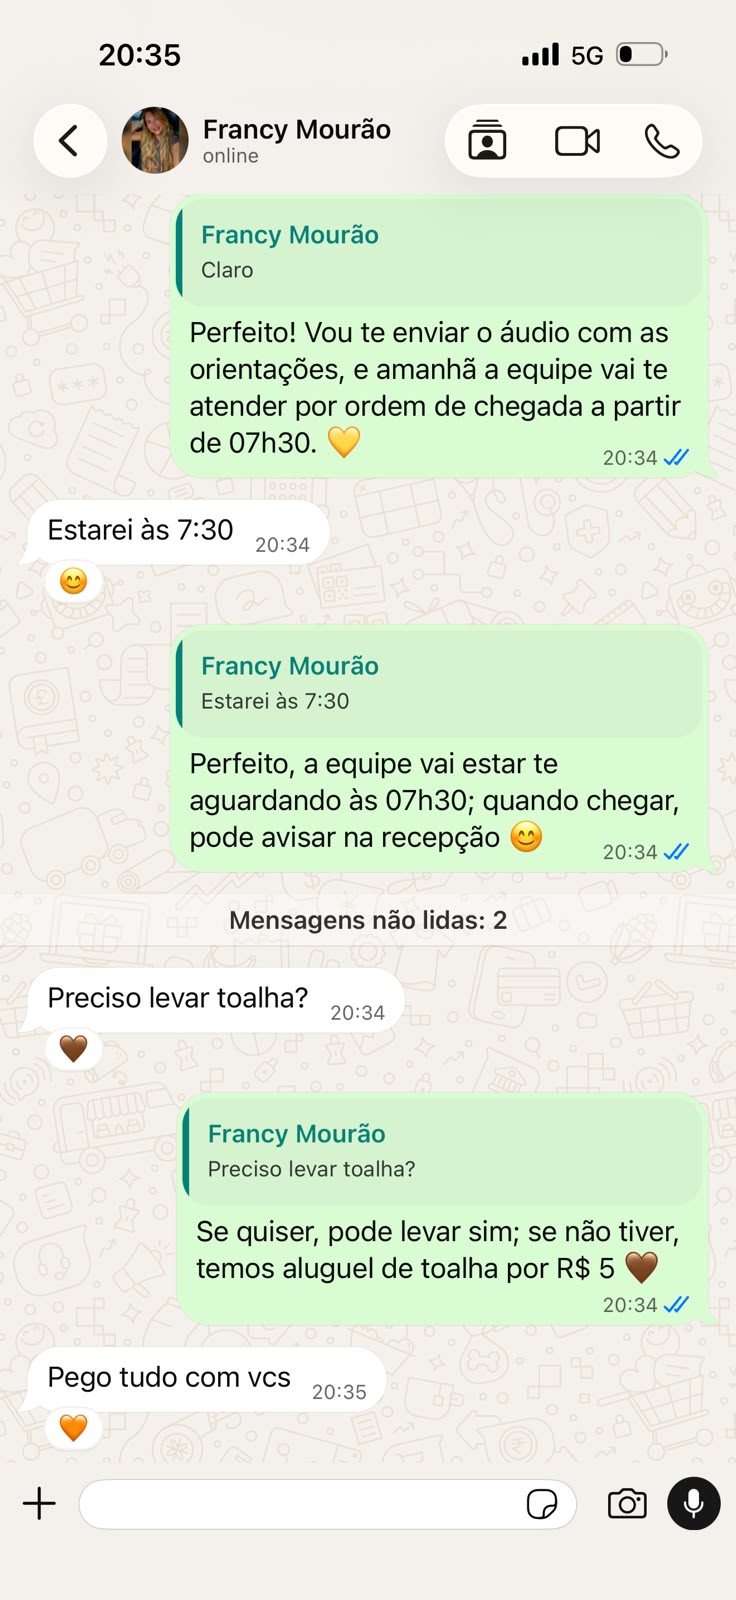 20:35
5G
Francy Mourão
online
Francy Mourão
Claro
Perfeito! Vou te enviar o áudio com as
orientações, e amanhã a equipe vai te
atender por ordem de chegada a partir
de 07h30. 💛
20:34
Estarei às 7:30
20:34
😊
Francy Mourão
Estarei às 7:30
Perfeito, a equipe vai estar te
aguardando às 07h30; quando chegar,
pode avisar na recepção 😊
20:34
Mensagens não lidas: 2
Preciso levar toalha?
20:34
🤎
Francy Mourão
Preciso levar toalha?
Se quiser, pode levar sim; se não tiver,
temos aluguel de toalha por R$ 5 🤎
20:34
Pego tudo com vcs
20:35
🧡